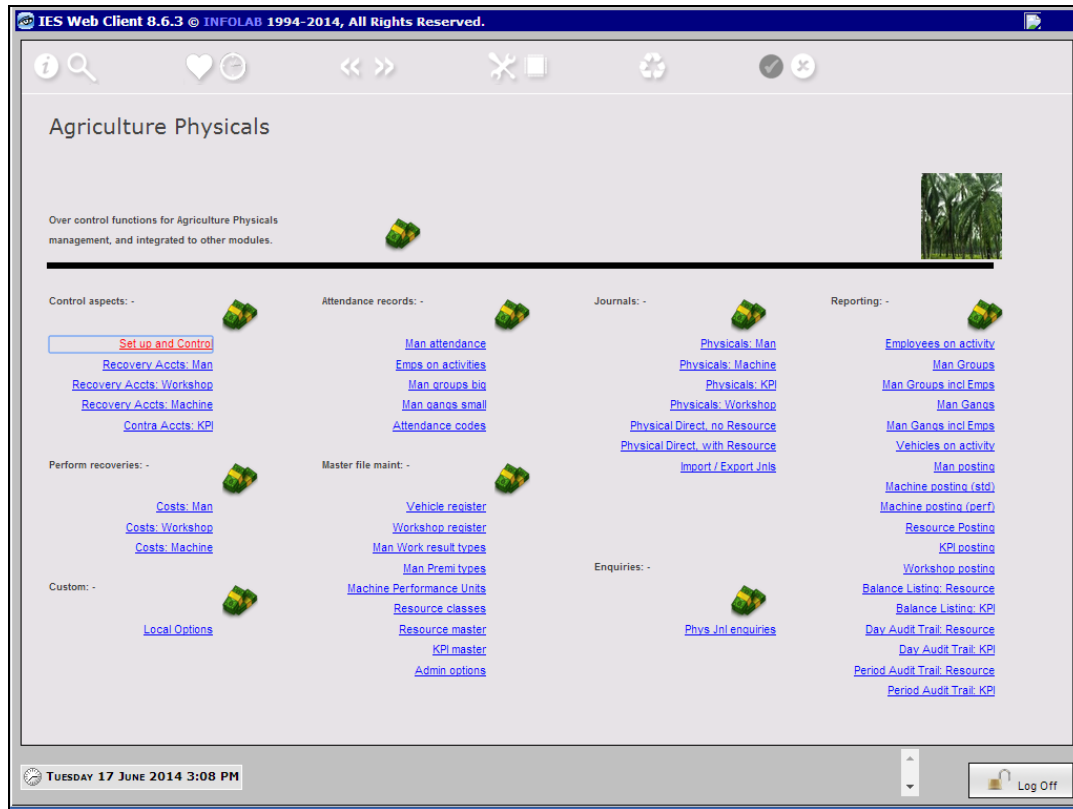 IES Web Client 8.6.3 © INFOLAB 1994-2014, All Rights Reserved.
Agriculture Physicals
Over control functions for Agriculture Physicals
management, and integrated to other modules.
Control aspects: -
Set up and Control
Recovery Accts: Man
Recovery Accts: Workshop
Recovery Accts: Machine
Contra Accts: KPI
Perform recoveries: -
Costs: Man
Costs: Workshop
Costs: Machine
Custom: -
Local Options
Attendance records: -
Man attendance
Emps on activities
Man groups big
Man gangs small
Attendance codes
Master file maint: -
Vehicle register
Workshop register
Man Work result types
Man Premi types
Machine Performance Units
Resource classes
Resource master
KPI master
Admin options
Journals: -
Physicals: Man
Physicals: Machine
Physicals: KPI
Physicals: Workshop
Physical Direct, no Resource
Physical Direct, with Resource
Import / Export Jnls
Enquiries: -
Phys Jnl enquiries
Reporting: -
Employees on activity
Man Groups
Man Groups incl Emps
Man Gangs
Man Gangs incl Emps
Vehicles on activity
Man posting
Machine posting (std)
Machine posting (perf)
Resource Posting
KPI posting
Workshop posting
Balance Listing: Resource
Balance Listing: KPI
Day Audit Trail: Resource
Day Audit Trail: KPI
Period Audit Trail: Resource
Period Audit Trail: KPI
Tuesday 17 June 2014 3:08 PM
Log Off